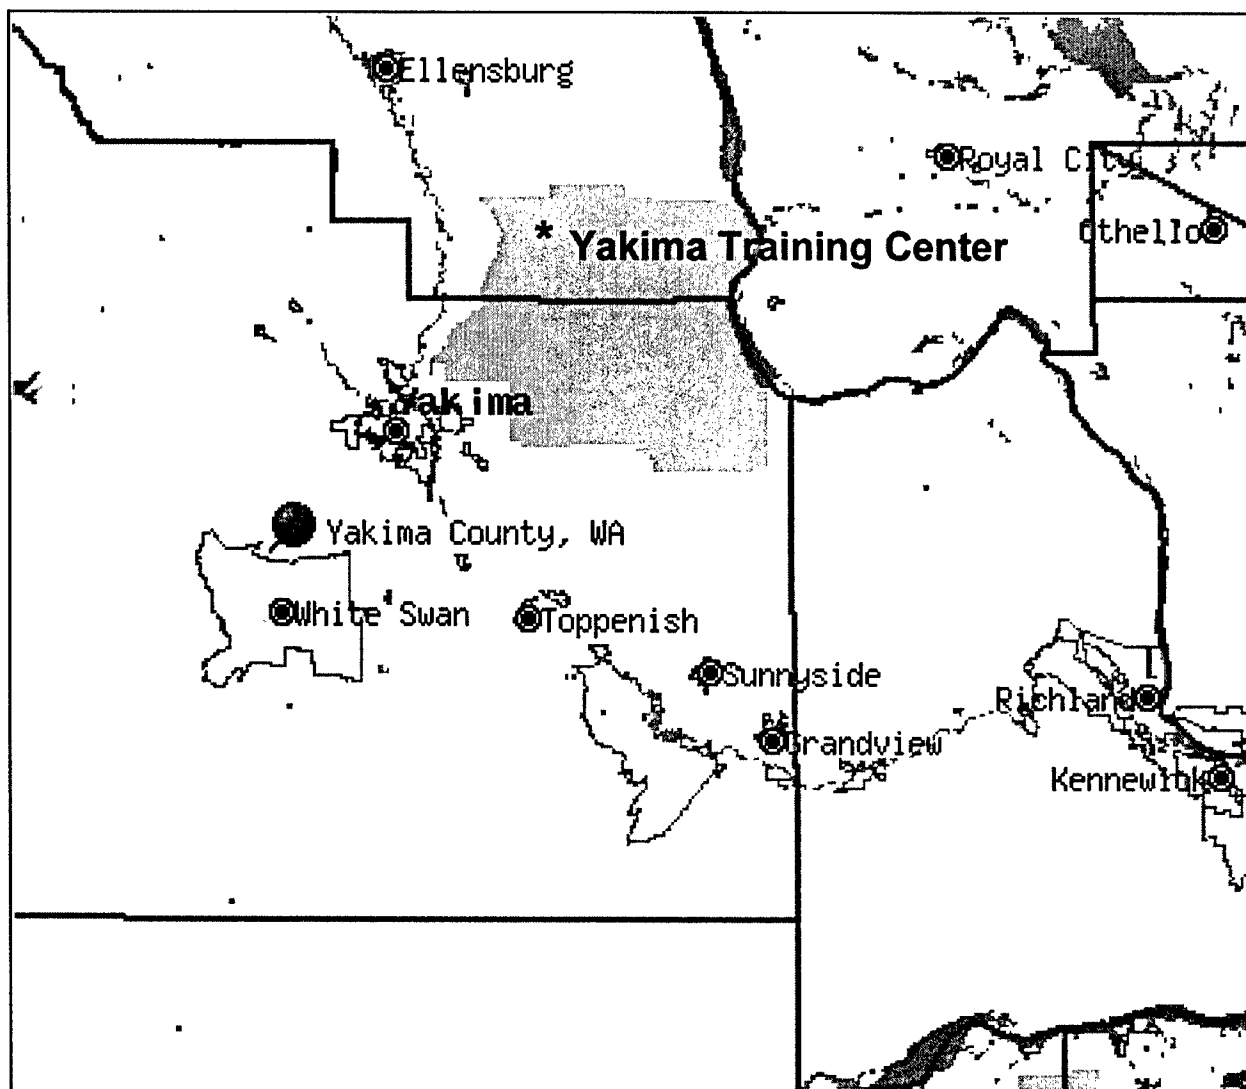 Ellensburg
Royal City
Othello
* Yakima Training Center
Yakima
Yakima County, WA
White Swan
Toppenish
Sunnyside
Richland
Grandview
Kennewick